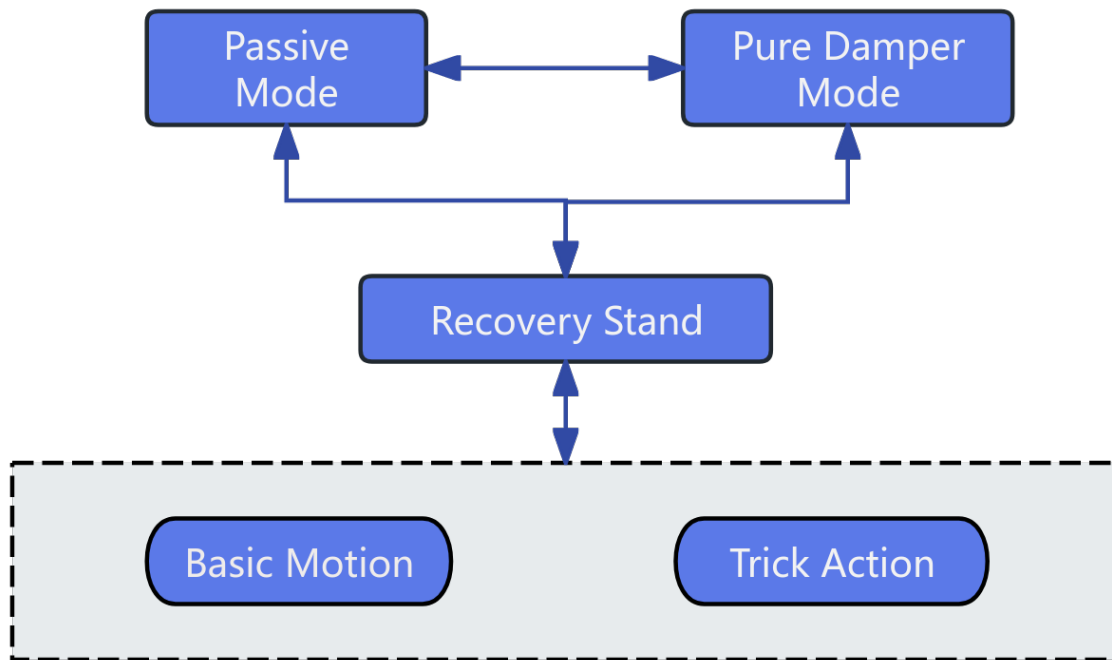 Passive
Mode
Pure Damper
Mode
Recovery Stand
Basic Motion
Trick Action